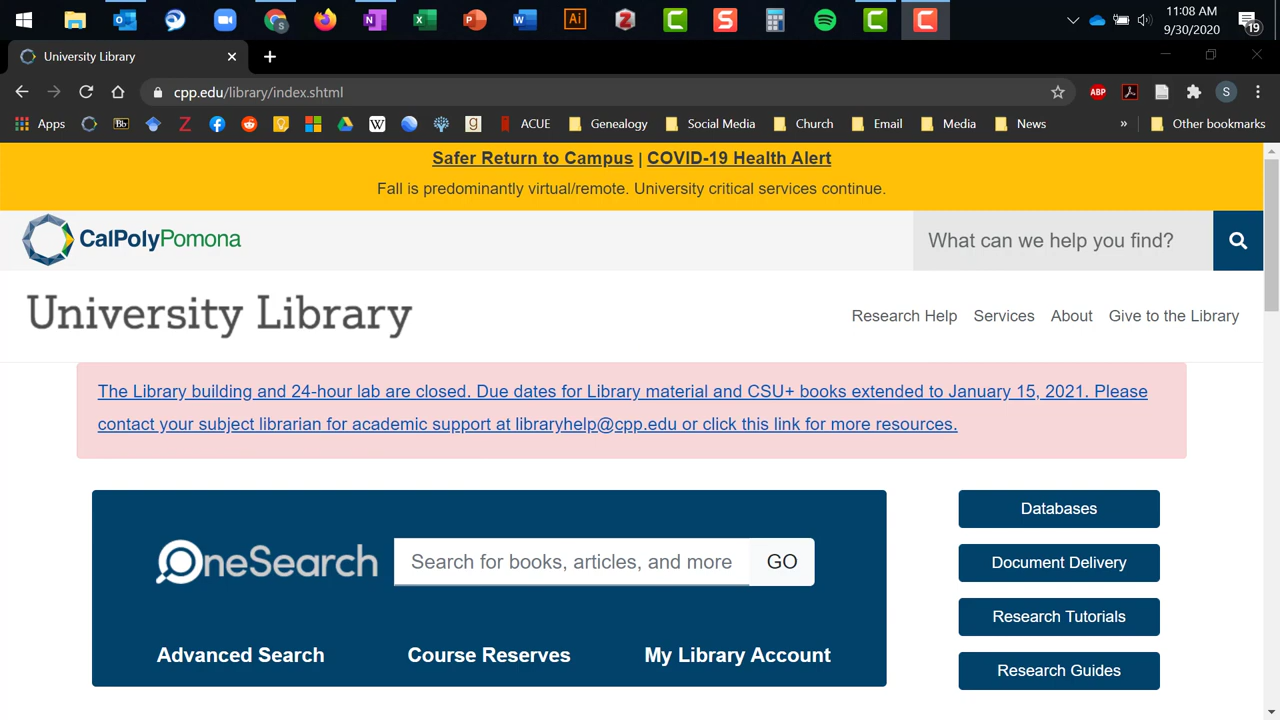 11:08 AM
9/30/2020
19
University Library
cpp.edu/library/index.shtml
ABP
S
Apps
ACUE
Genealogy
Social Media
Church
Email
Media
News
»
Other bookmarks
Safer Return to Campus | COVID-19 Health Alert
Fall is predominantly virtual/remote. University critical services continue.
CalPolyPomona
What can we help you find?
University Library
Research Help
Services
About
Give to the Library
The Library building and 24-hour lab are closed. Due dates for Library material and CSU+ books extended to January 15, 2021. Please
contact your subject librarian for academic support at libraryhelp@cpp.edu or click this link for more resources.
OneSearch
Search for books, articles, and more
GO
Advanced Search
Course Reserves
My Library Account
Databases
Document Delivery
Research Tutorials
Research Guides